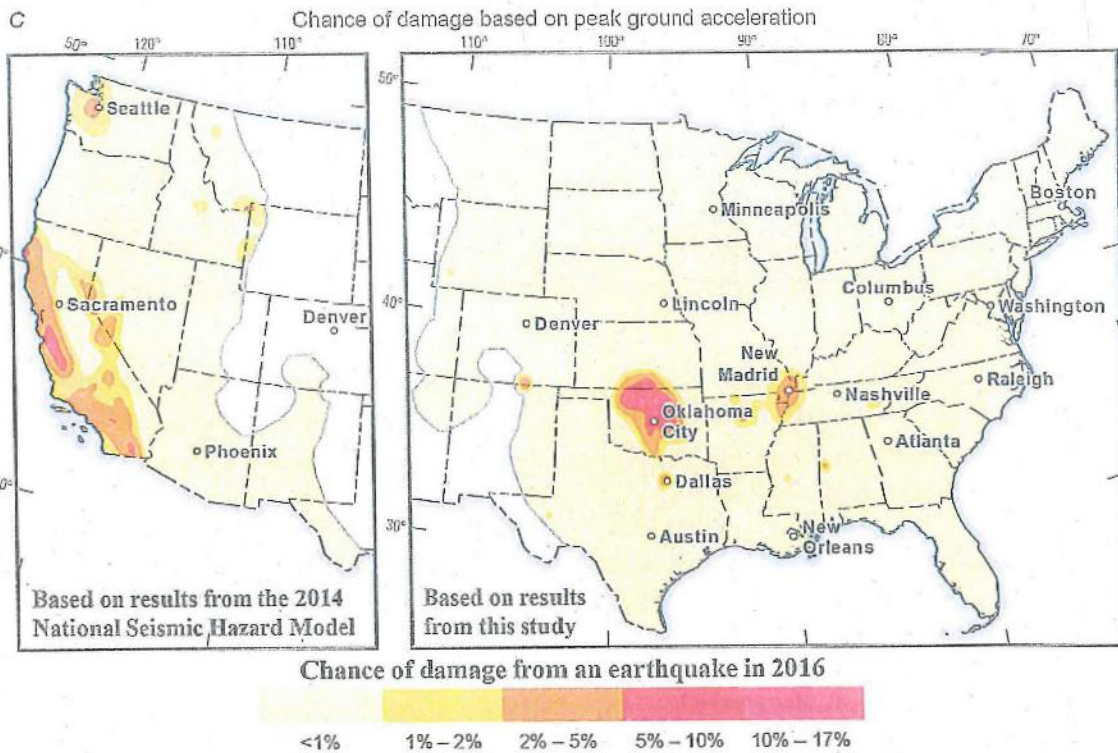 C
Chance of damage based on peak ground acceleration
50° 120° 110°
110° 100° 90° 80° 70°
50°
Seattle
Boston
Minneapolis
0°
Sacramento
Denver
40°
Lincoln
Columbus
Washington
Denver
New
Madrid
Nashville
Raleigh
Oklahoma
City
Phoenix
Atlanta
0°
Dallas
30°
Austin
New
Orleans
Based on results from the 2014
National Seismic Hazard Model
Based on results
from this study
Chance of damage from an earthquake in 2016
<1% 1% – 2% 2% – 5% 5% – 10% 10% – 17%